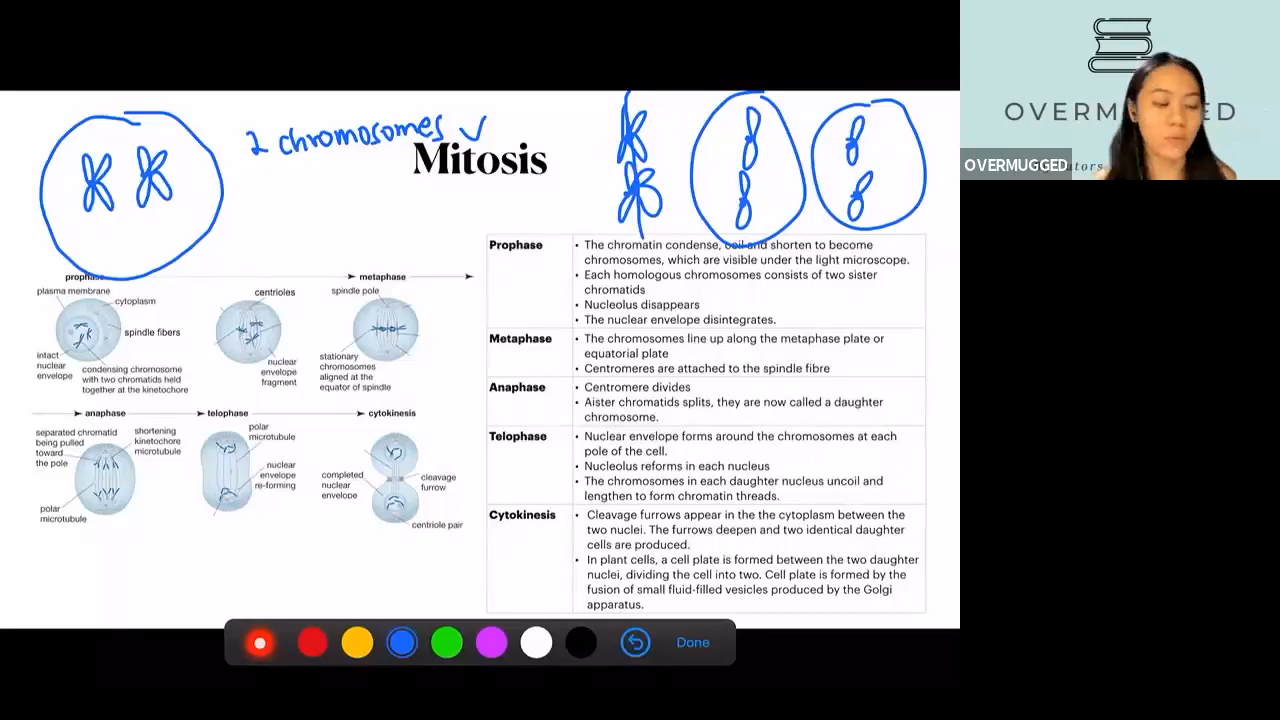 2 chromosomes
Mitosis
OVERMUGGED
prophase
metaphase
plasma membrane
cytoplasm
spindle fibers
intact
nuclear
envelope
condensing chromosome
with two chromatids held
together at the kinetochore
centrioles
nuclear
envelope
fragment
spindle pole
stationary
chromosomes
aligned at the
equator of spindle
anaphase
telophase
cytokinesis
separated chromatid
being pulled
toward
the pole
shortening
kinetochore
microtubule
polar
microtubule
polar
microtubule
nuclear
envelope
re-forming
completed
nuclear
envelope
cleavage
furrow
centriole pair
Prophase
• The chromatin condense, coil and shorten to become
chromosomes, which are visible under the light microscope.
• Each homologous chromosomes consists of two sister
chromatids
• Nucleolus disappears
• The nuclear envelope disintegrates.
Metaphase
• The chromosomes line up along the metaphase plate or
equatorial plate
• Centromeres are attached to the spindle fibre
Anaphase
• Centromere divides
• Aister chromatids splits, they are now called a daughter
chromosome.
Telophase
• Nuclear envelope forms around the chromosomes at each
pole of the cell.
• Nucleolus reforms in each nucleus
• The chromosomes in each daughter nucleus uncoil and
lengthen to form chromatin threads.
Cytokinesis
• Cleavage furrows appear in the the cytoplasm between the
two nuclei. The furrows deepen and two identical daughter
cells are produced.
• In plant cells, a cell plate is formed between the two daughter
nuclei, dividing the cell into two. Cell plate is formed by the
fusion of small fluid-filled vesicles produced by the Golgi
apparatus.
Done